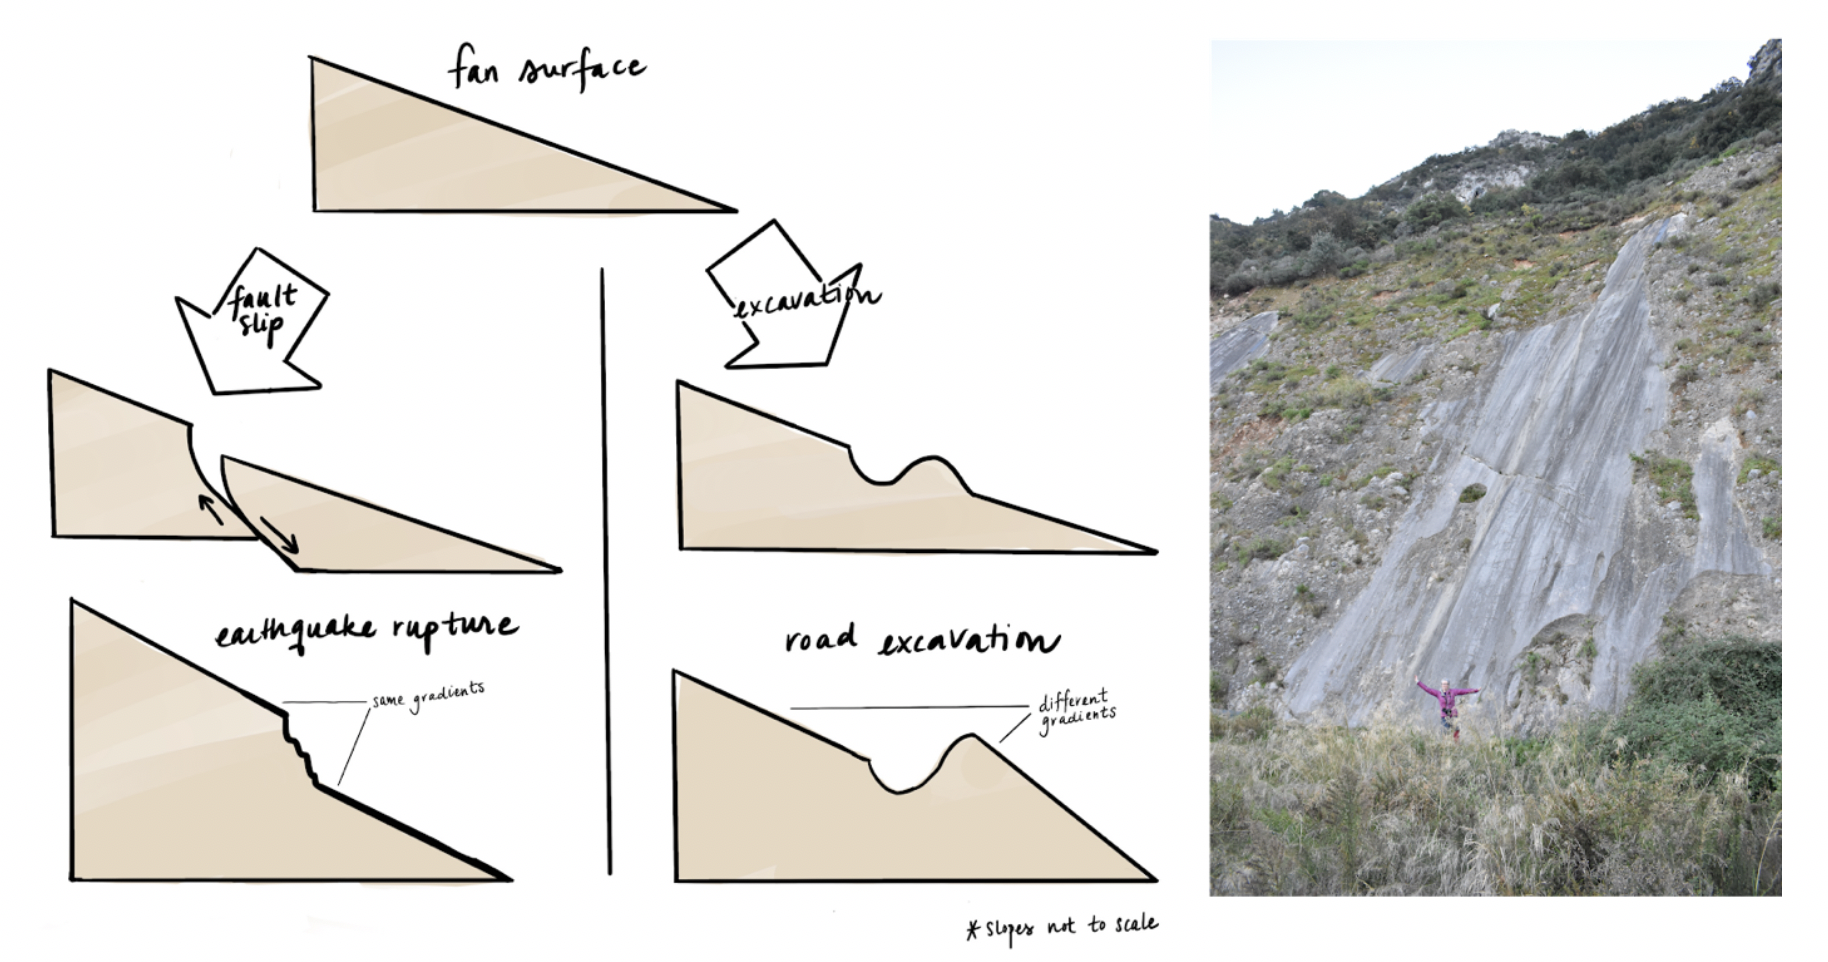 fan surface
fault
slip
excavation
earthquake rupture
same gradients
road excavation
different
gradients
* slopes not to scale